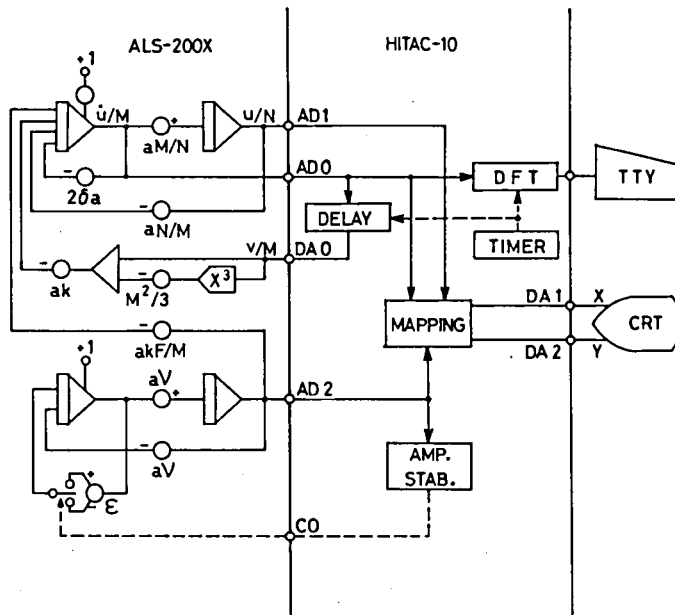 ALS-200X
HITAC-10
+1
u̇/M
+
aM/N
u/N
AD1
−
2δa
AD0
DFT
TTY
−
aN/M
DELAY
TIMER
v/M
DA0
−
ak
−
M²/3
X³
−
akF/M
MAPPING
DA1
X
CRT
DA2
Y
+1
aV
+
AD2
−
aV
AMP.
STAB.
+
−
ε
CO